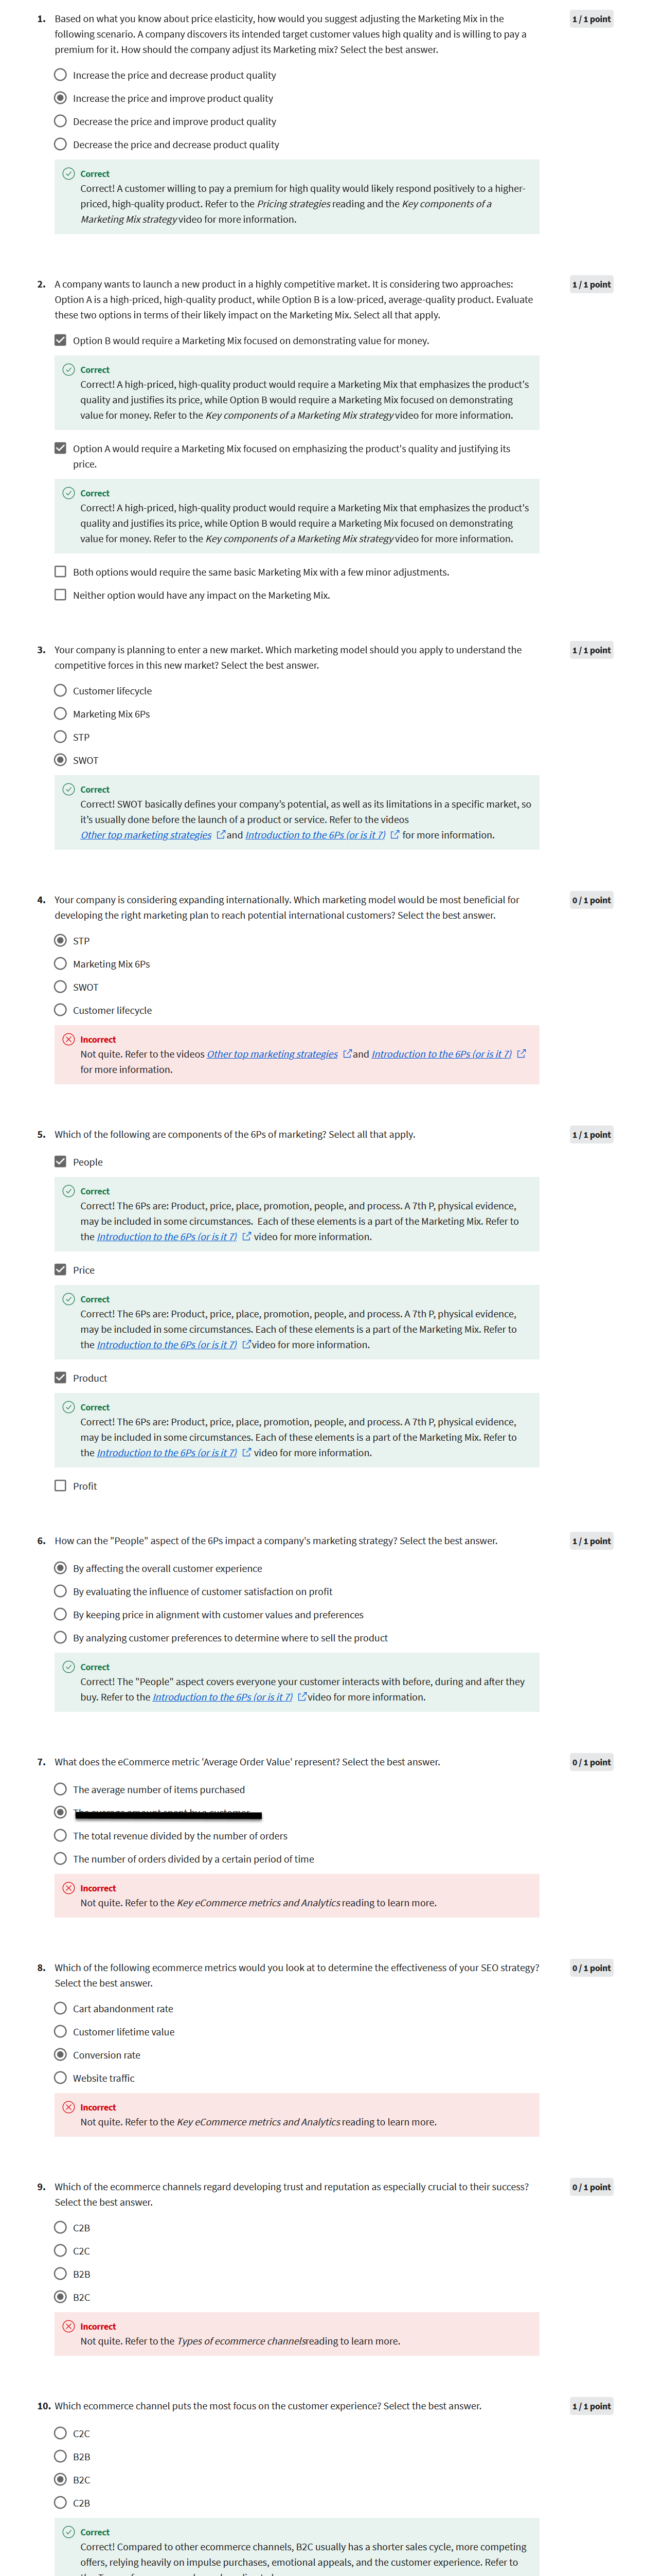 1. Based on what you know about price elasticity, how would you suggest adjusting the Marketing Mix in the
1 / 1 point
following scenario. A company discovers its intended target customer values high quality and is willing to pay a
premium for it. How should the company adjust its Marketing mix? Select the best answer.
Increase the price and decrease product quality
Increase the price and improve product quality
Decrease the price and improve product quality
Decrease the price and decrease product quality
Correct
Correct! A customer willing to pay a premium for high quality would likely respond positively to a higher-
priced, high-quality product. Refer to the Pricing strategies reading and the Key components of a
Marketing Mix strategy video for more information.
2. A company wants to launch a new product in a highly competitive market. It is considering two approaches:
1 / 1 point
Option A is a high-priced, high-quality product, while Option B is a low-priced, average-quality product. Evaluate
these two options in terms of their likely impact on the Marketing Mix. Select all that apply.
Option B would require a Marketing Mix focused on demonstrating value for money.
Correct
Correct! A high-priced, high-quality product would require a Marketing Mix that emphasizes the product's
quality and justifies its price, while Option B would require a Marketing Mix focused on demonstrating
value for money. Refer to the Key components of a Marketing Mix strategy video for more information.
Option A would require a Marketing Mix focused on emphasizing the product's quality and justifying its
price.
Correct
Correct! A high-priced, high-quality product would require a Marketing Mix that emphasizes the product's
quality and justifies its price, while Option B would require a Marketing Mix focused on demonstrating
value for money. Refer to the Key components of a Marketing Mix strategy video for more information.
Both options would require the same basic Marketing Mix with a few minor adjustments.
Neither option would have any impact on the Marketing Mix.
3. Your company is planning to enter a new market. Which marketing model should you apply to understand the
1 / 1 point
competitive forces in this new market? Select the best answer.
Customer lifecycle
Marketing Mix 6Ps
STP
SWOT
Correct
Correct! SWOT basically defines your company's potential, as well as its limitations in a specific market, so
it's usually done before the launch of a product or service. Refer to the videos
Other top marketing strategies and Introduction to the 6Ps (or is it 7) for more information.
4. Your company is considering expanding internationally. Which marketing model would be most beneficial for
0 / 1 point
developing the right marketing plan to reach potential international customers? Select the best answer.
STP
Marketing Mix 6Ps
SWOT
Customer lifecycle
Incorrect
Not quite. Refer to the videos Other top marketing strategies and Introduction to the 6Ps (or is it 7)
for more information.
5. Which of the following are components of the 6Ps of marketing? Select all that apply.
1 / 1 point
People
Correct
Correct! The 6Ps are: Product, price, place, promotion, people, and process. A 7th P, physical evidence,
may be included in some circumstances. Each of these elements is a part of the Marketing Mix. Refer to
the Introduction to the 6Ps (or is it 7) video for more information.
Price
Correct
Correct! The 6Ps are: Product, price, place, promotion, people, and process. A 7th P, physical evidence,
may be included in some circumstances. Each of these elements is a part of the Marketing Mix. Refer to
the Introduction to the 6Ps (or is it 7) video for more information.
Product
Correct
Correct! The 6Ps are: Product, price, place, promotion, people, and process. A 7th P, physical evidence,
may be included in some circumstances. Each of these elements is a part of the Marketing Mix. Refer to
the Introduction to the 6Ps (or is it 7) video for more information.
Profit
6. How can the "People" aspect of the 6Ps impact a company's marketing strategy? Select the best answer.
1 / 1 point
By affecting the overall customer experience
By evaluating the influence of customer satisfaction on profit
By keeping price in alignment with customer values and preferences
By analyzing customer preferences to determine where to sell the product
Correct
Correct! The "People" aspect covers everyone your customer interacts with before, during and after they
buy. Refer to the Introduction to the 6Ps (or is it 7) video for more information.
7. What does the eCommerce metric 'Average Order Value' represent? Select the best answer.
0 / 1 point
The average number of items purchased
The total revenue divided by the number of orders
The number of orders divided by a certain period of time
Incorrect
Not quite. Refer to the Key eCommerce metrics and Analytics reading to learn more.
8. Which of the following ecommerce metrics would you look at to determine the effectiveness of your SEO strategy?
0 / 1 point
Select the best answer.
Cart abandonment rate
Customer lifetime value
Conversion rate
Website traffic
Incorrect
Not quite. Refer to the Key eCommerce metrics and Analytics reading to learn more.
9. Which of the ecommerce channels regard developing trust and reputation as especially crucial to their success?
0 / 1 point
Select the best answer.
C2B
C2C
B2B
B2C
Incorrect
Not quite. Refer to the Types of ecommerce channels reading to learn more.
10. Which ecommerce channel puts the most focus on the customer experience? Select the best answer.
1 / 1 point
C2C
B2B
B2C
C2B
Correct
Correct! Compared to other ecommerce channels, B2C usually has a shorter sales cycle, more competing
offers, relying heavily on impulse purchases, emotional appeals, and the customer experience. Refer to